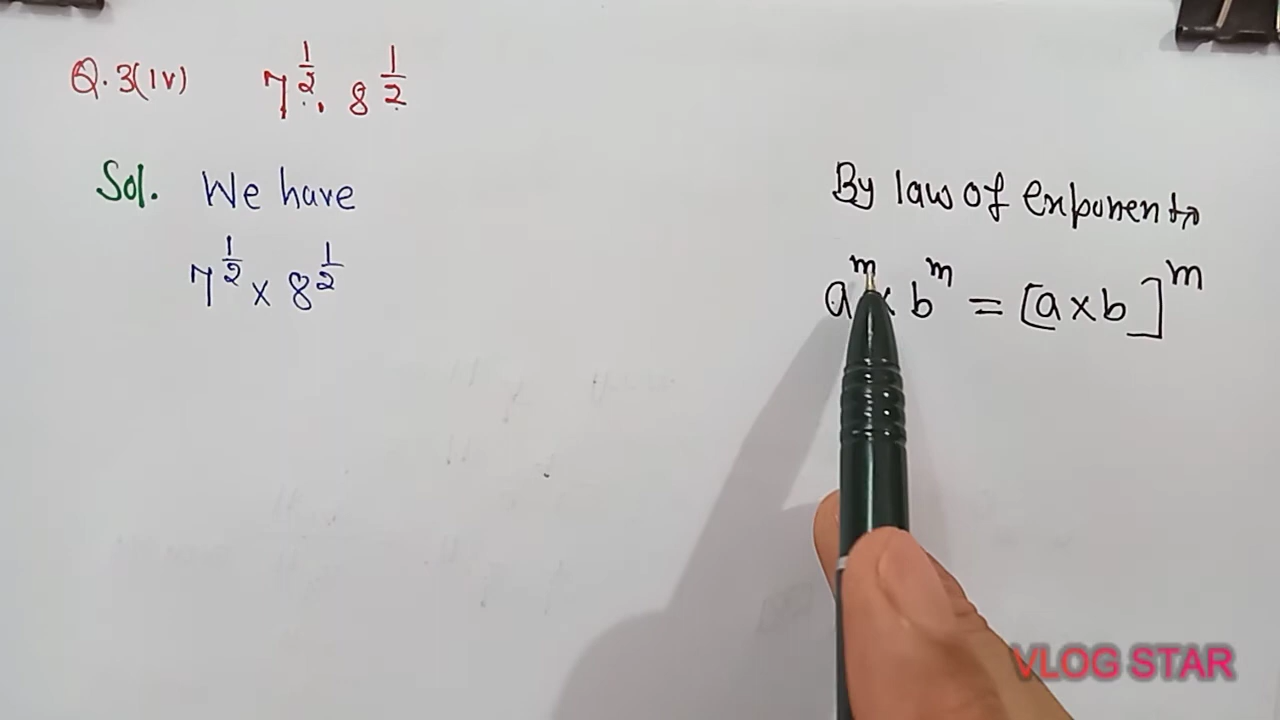 Q. 3(iv) 7^{1/2} . 8^{1/2}
Sol. We have
7^{1/2} × 8^{1/2}
By law of exponents
a^m × b^m = [a × b]^m
VLOG STAR